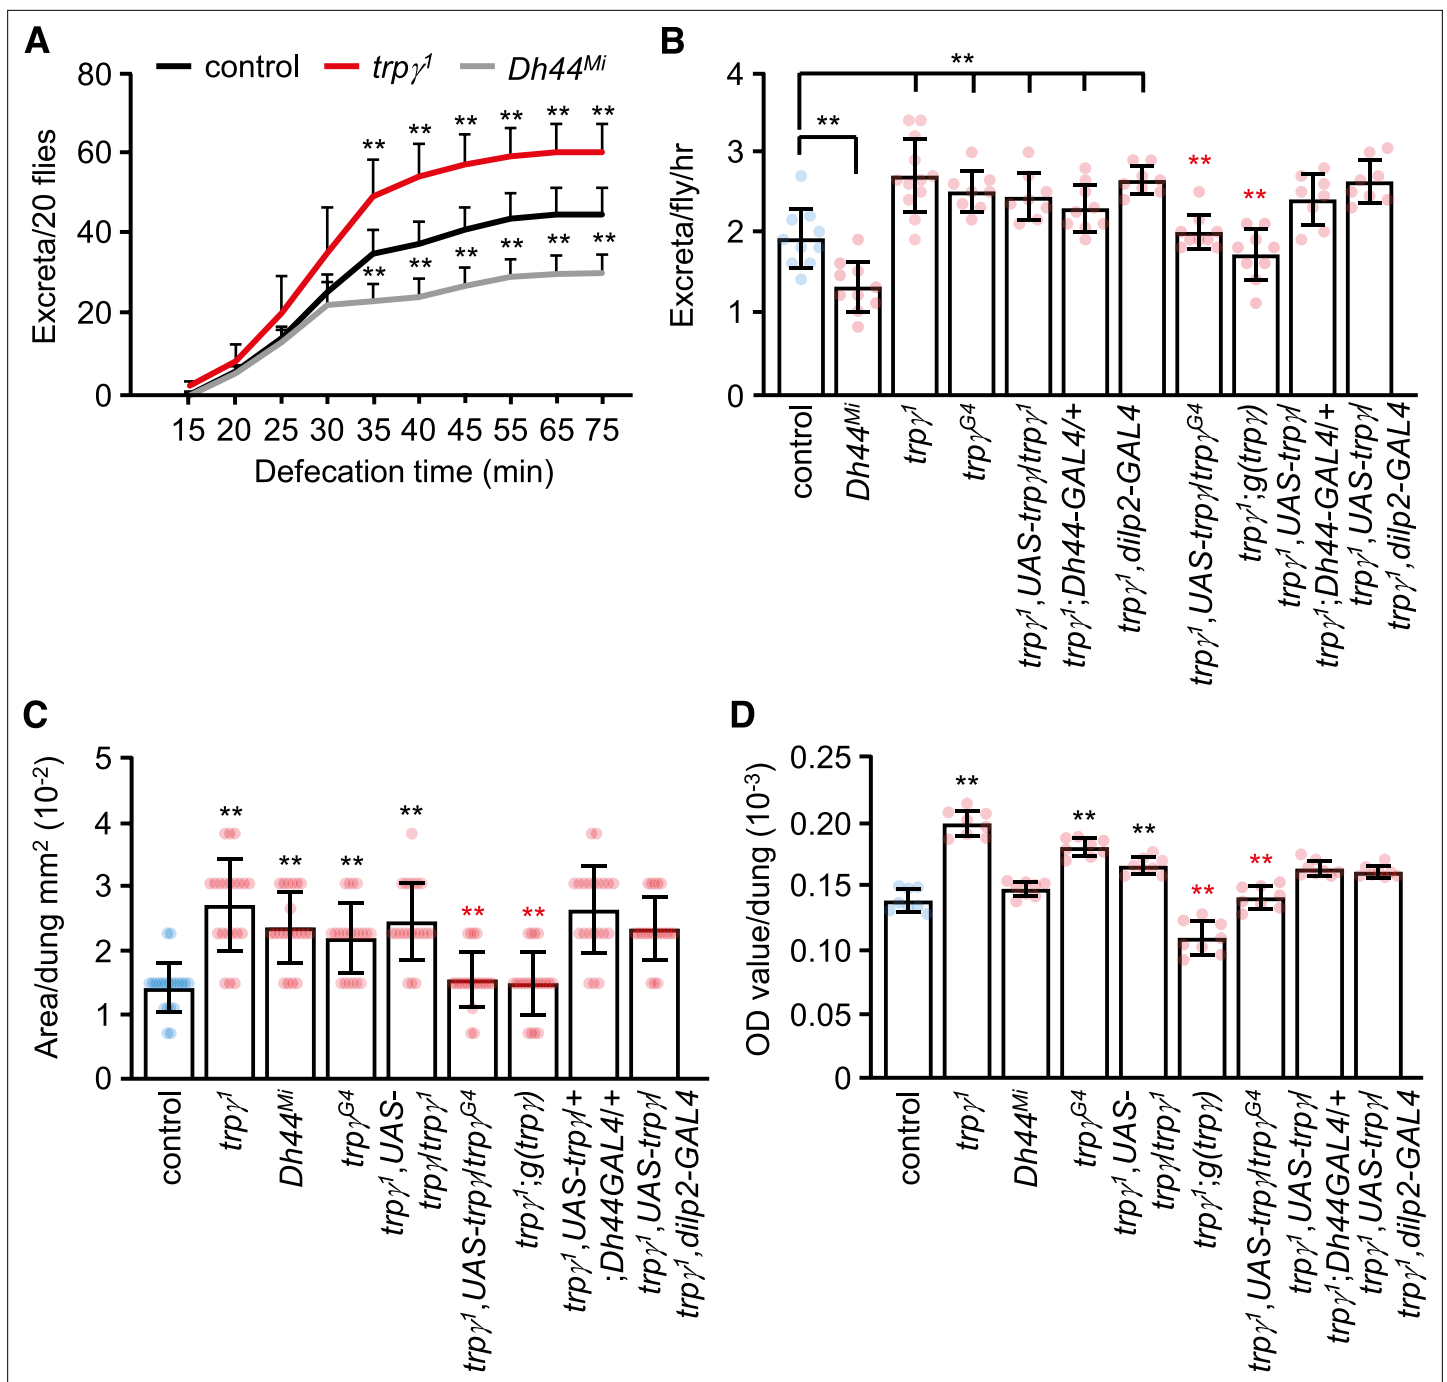 A
control trpγ¹ Dh44ᴹⁱ
80
60
40
20
0
Excreta/20 flies
** ** ** ** ** **
** ** ** ** ** **
15 20 25 30 35 40 45 55 65 75
Defecation time (min)
B
4
3
2
1
0
Excreta/fly/hr
**
**
**
**
control
Dh44ᴹⁱ
trpγ¹
trpγᴳ⁴
trpγ¹,UAS-trpγ/trpγ¹
trpγ¹;Dh44-GAL4/+
trpγ¹,dilp2-GAL4
trpγ¹,UAS-trpγ/trpγᴳ⁴
trpγ¹;g(trpγ)
trpγ¹,UAS-trpγ/
trpγ¹;Dh44-GAL4/+
trpγ¹,UAS-trpγ/
trpγ¹,dilp2-GAL4
C
5
4
3
2
1
0
Area/dung mm² (10⁻²)
** ** ** ** ** **
control
trpγ¹
Dh44ᴹⁱ
trpγᴳ⁴
trpγ¹,UAS-
trpγ/trpγ¹
trpγ¹,UAS-trpγ/trpγᴳ⁴
trpγ¹;g(trpγ)
trpγ¹,UAS-trpγ/+
;Dh44GAL4/+
trpγ¹,UAS-trpγ/
trpγ¹,dilp2-GAL4
D
0.25
0.20
0.15
0.10
0.05
0
OD value/dung (10⁻³)
** ** ** ** **
control
trpγ¹
Dh44ᴹⁱ
trpγᴳ⁴
trpγ¹,UAS-
trpγ/trpγ¹
trpγ¹;g(trpγ)
trpγ¹,UAS-trpγ/trpγᴳ⁴
trpγ¹,UAS-trpγ/
trpγ¹;Dh44GAL4/+
trpγ¹,UAS-trpγ/
trpγ¹,dilp2-GAL4